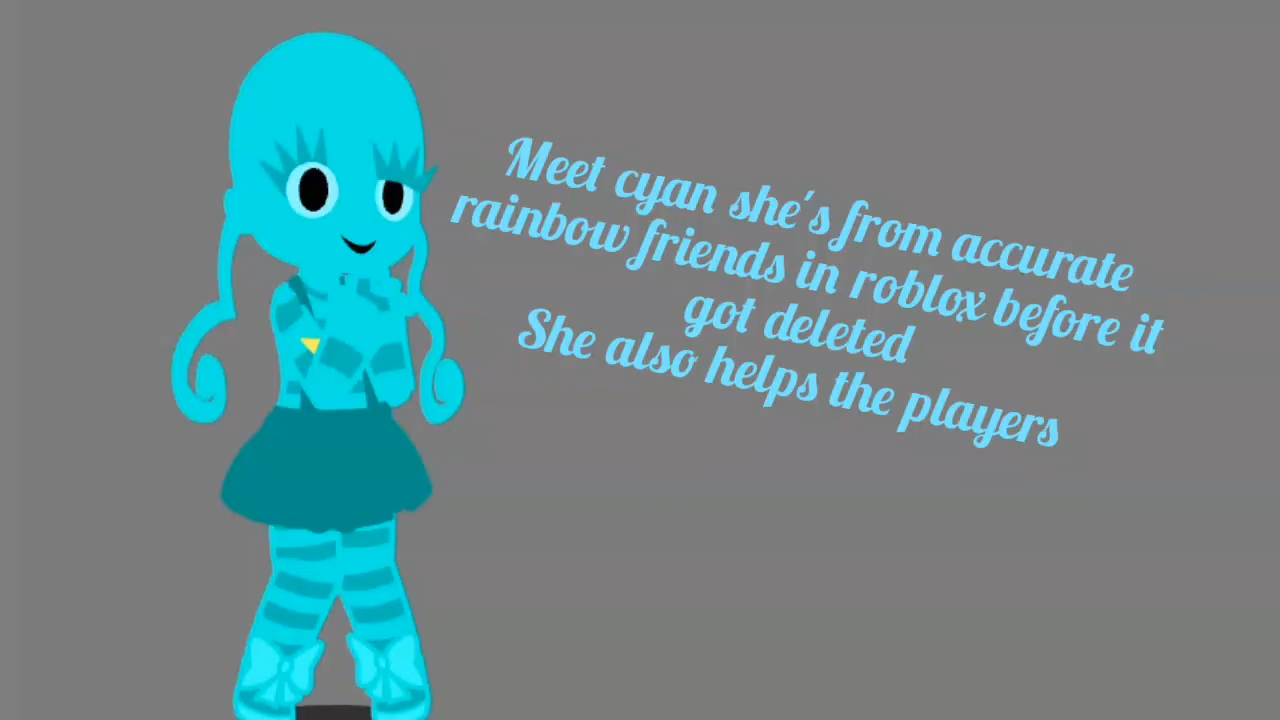 Meet cyan she's from accurate
rainbow friends in roblox before it
got deleted
She also helps the players